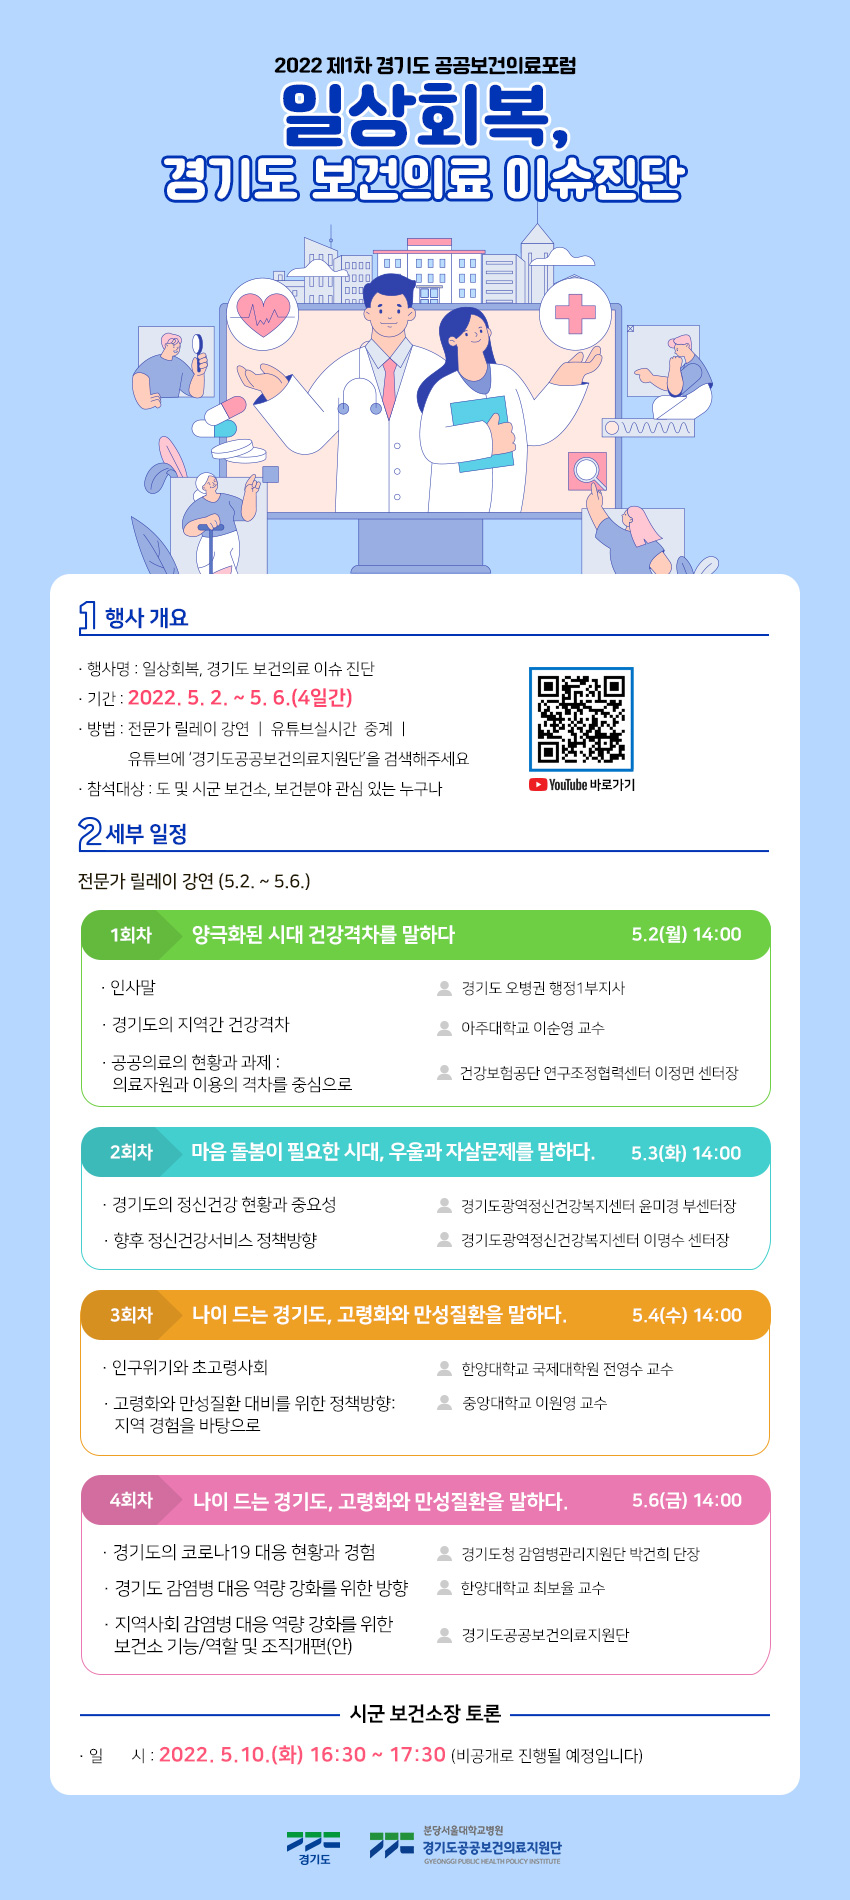 2022 제1차 경기도 공공보건의료포럼
일상회복,
경기도 보건의료 이슈진단
1 행사 개요
· 행사명 : 일상회복, 경기도 보건의료 이슈 진단
· 기간 : 2022. 5. 2. ~ 5. 6.(4일간)
· 방법 : 전문가 릴레이 강연 ㅣ 유튜브실시간 중계 ㅣ
유튜브에 '경기도공공보건의료지원단'을 검색해주세요
· 참석대상 : 도 및 시군 보건소, 보건분야 관심 있는 누구나
YouTube 바로가기
2 세부 일정
전문가 릴레이 강연 (5.2. ~ 5.6.)
1회차 양극화된 시대 건강격차를 말하다 5.2(월) 14:00
· 인사말 경기도 오병권 행정1부지사
· 경기도의 지역간 건강격차 아주대학교 이순영 교수
· 공공의료의 현황과 과제 :
의료자원과 이용의 격차를 중심으로 건강보험공단 연구조정협력센터 이정면 센터장
2회차 마음 돌봄이 필요한 시대, 우울과 자살문제를 말하다. 5.3(화) 14:00
· 경기도의 정신건강 현황과 중요성 경기도광역정신건강복지센터 윤미경 부센터장
· 향후 정신건강서비스 정책방향 경기도광역정신건강복지센터 이명수 센터장
3회차 나이 드는 경기도, 고령화와 만성질환을 말하다. 5.4(수) 14:00
· 인구위기와 초고령사회 한양대학교 국제대학원 전영수 교수
· 고령화와 만성질환 대비를 위한 정책방향: 중앙대학교 이원영 교수
지역 경험을 바탕으로
4회차 나이 드는 경기도, 고령화와 만성질환을 말하다. 5.6(금) 14:00
· 경기도의 코로나19 대응 현황과 경험 경기도청 감염병관리지원단 박건희 단장
· 경기도 감염병 대응 역량 강화를 위한 방향 한양대학교 최보율 교수
· 지역사회 감염병 대응 역량 강화를 위한
보건소 기능/역할 및 조직개편(안) 경기도공공보건의료지원단
시군 보건소장 토론
· 일 시 : 2022. 5.10.(화) 16:30 ~ 17:30 (비공개로 진행될 예정입니다)
경기도
분당서울대학교병원
경기도공공보건의료지원단
GYEONGGI PUBLIC HEALTH POLICY INSTITUTE